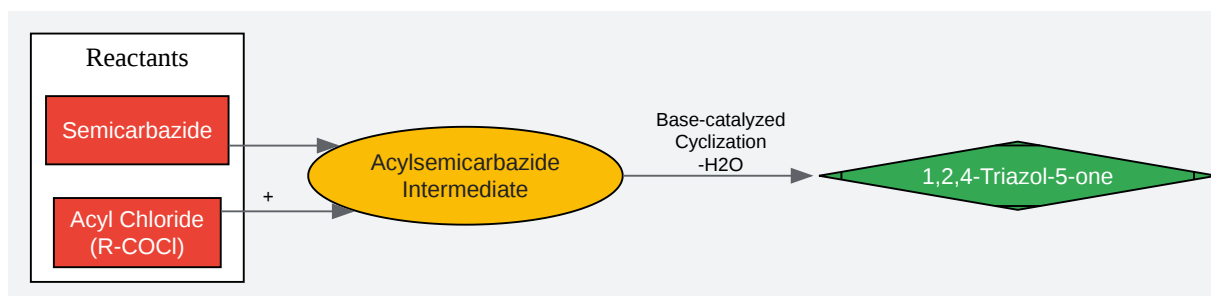 Reactants
Semicarbazide
Acyl Chloride
(R-COCl)
+
Acylsemicarbazide
Intermediate
Base-catalyzed
Cyclization
-H2O
1,2,4-Triazol-5-one